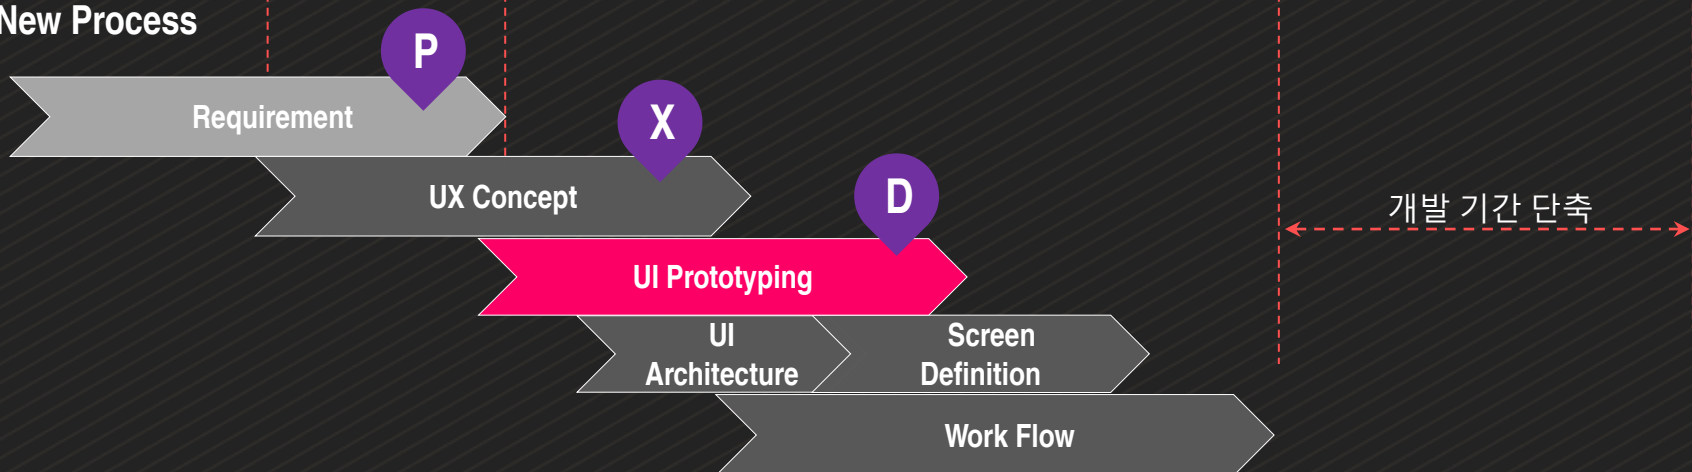 New Process
P
Requirement
X
UX Concept
D
개발 기간 단축
UI Prototyping
UI
Architecture
Screen
Definition
Work Flow